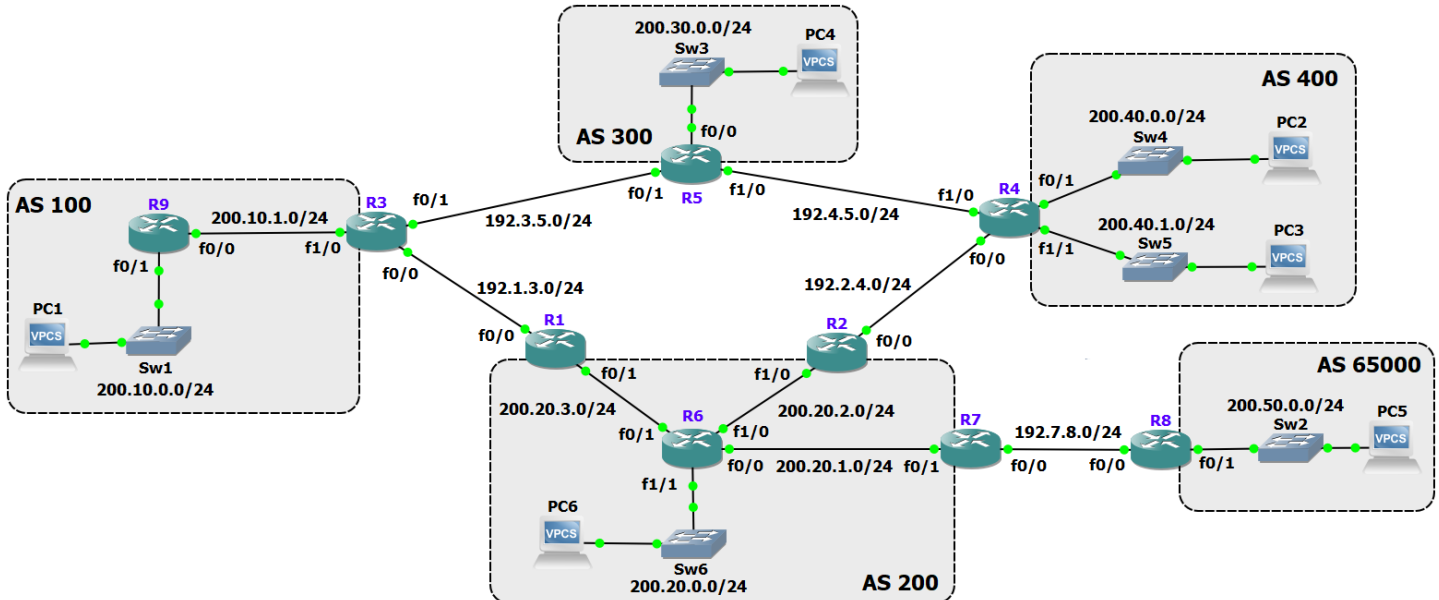 200.30.0.0/24
Sw3
PC4
VPCS
f0/0
AS 300
f0/1
f1/0
R5
AS 400
200.40.0.0/24
Sw4
PC2
VPCS
f1/0
R4
f0/1
200.40.1.0/24
f1/1
Sw5
PC3
VPCS
f0/0
AS 100
R9
200.10.1.0/24
R3
f0/1
f0/0
f1/0
f0/1
f0/0
PC1
VPCS
Sw1
200.10.0.0/24
192.3.5.0/24
192.4.5.0/24
192.1.3.0/24
192.2.4.0/24
R1
f0/0
f0/1
R2
f0/0
f1/0
200.20.3.0/24
200.20.2.0/24
R6
f0/1
f1/0
f0/0
200.20.1.0/24
f0/1
R7
f0/0
f1/1
PC6
VPCS
Sw6
200.20.0.0/24
AS 200
192.7.8.0/24
AS 65000
R8
f0/0
f0/1
200.50.0.0/24
Sw2
PC5
VPCS